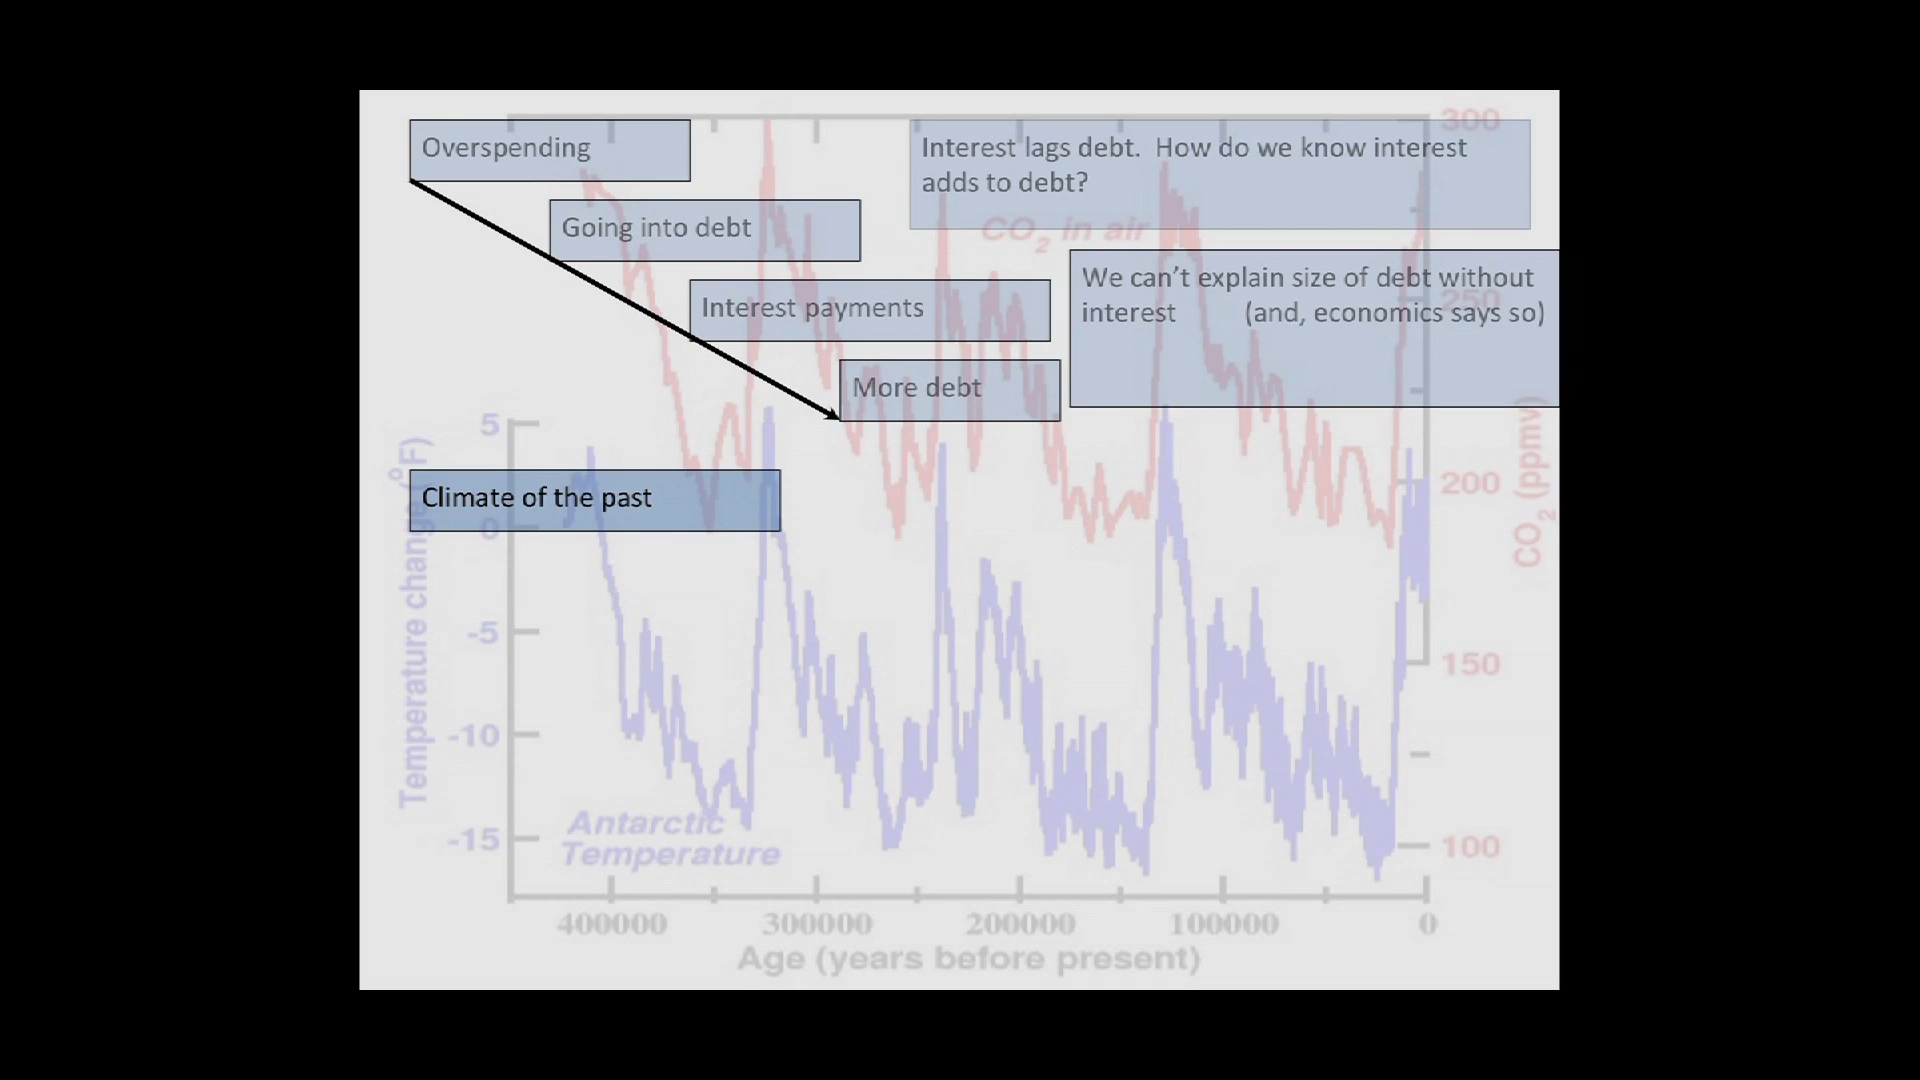 Overspending
Interest lags debt.  How do we know interest
adds to debt?
Going into debt
We can't explain size of debt without
interest (and, economics says so)
Interest payments
More debt
Climate of the past
CO2 in air
300
250
200
150
100
CO2 (ppmv)
5
0
-5
-10
-15
Temperature change (°F)
Antarctic
Temperature
400000 300000 200000 100000 0
Age (years before present)